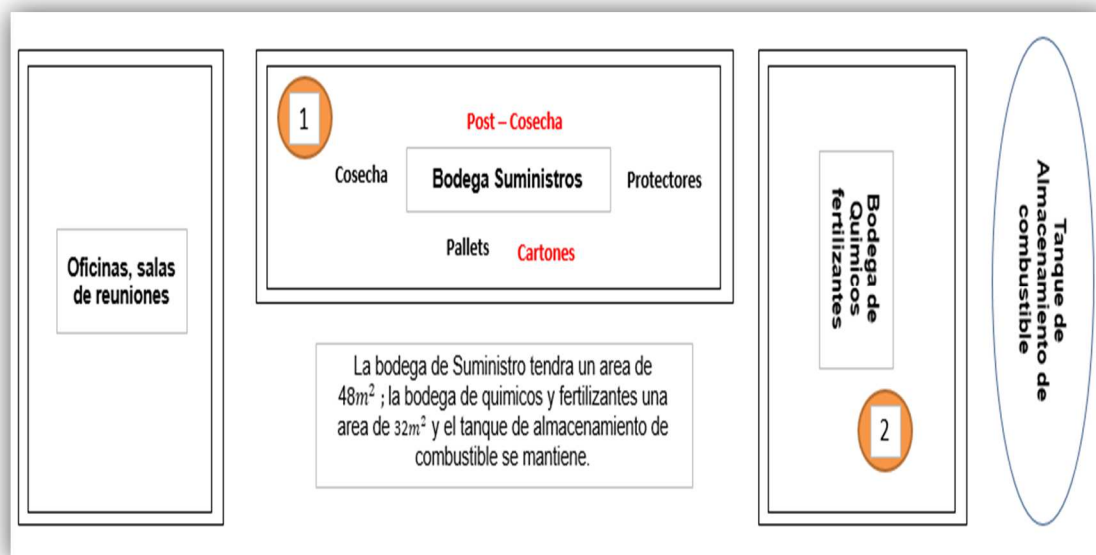 1
Post – Cosecha
Cosecha
Bodega Suministros
Protectores
Pallets
Cartones
Oficinas, salas
de reuniones
La bodega de Suministro tendra un area de
48m² ; la bodega de quimicos y fertilizantes una
area de 32m² y el tanque de almacenamiento de
combustible se mantiene.
Bodega de
Quimicos
fertilizantes
2
Tanque de
Almacenamiento de
combustible